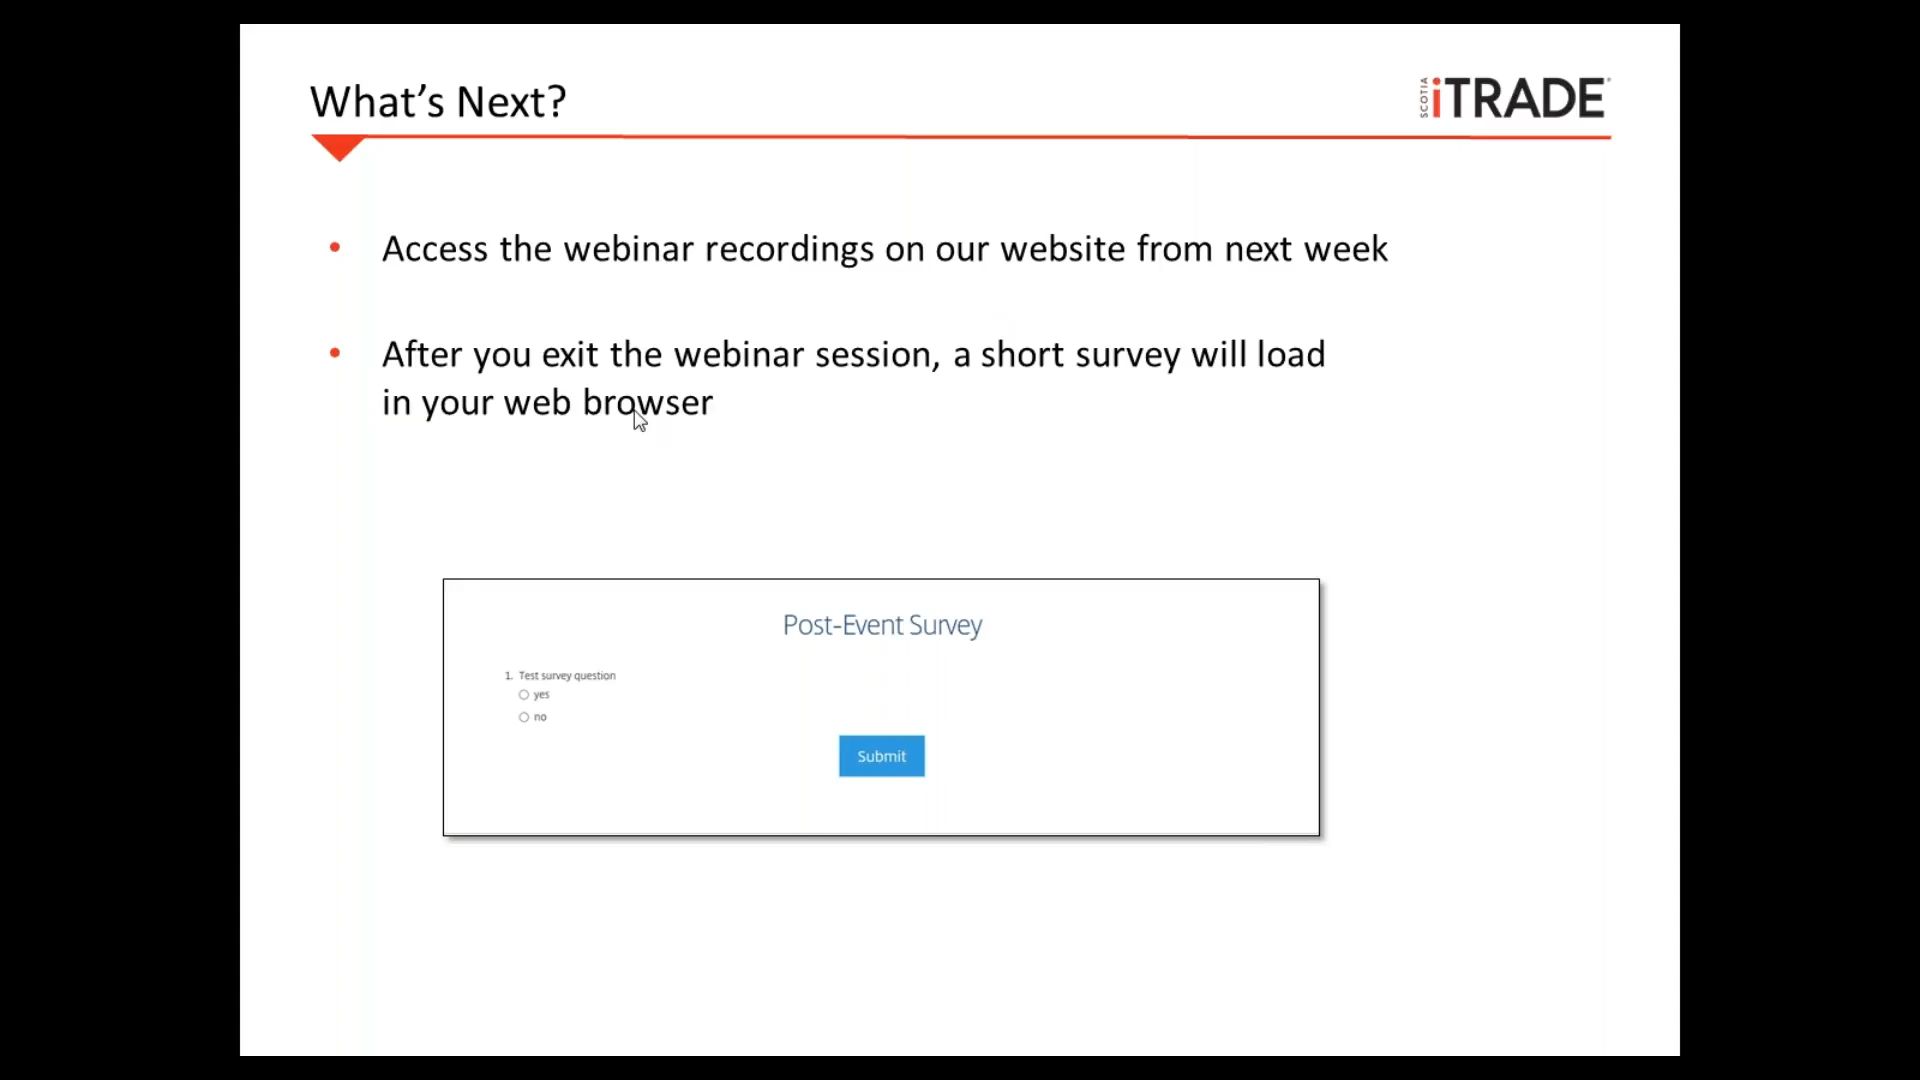 What's Next?
SCOTIA iTRADE®
• Access the webinar recordings on our website from next week
• After you exit the webinar session, a short survey will load
in your web browser
Post-Event Survey
1. Test survey question
yes
no
Submit